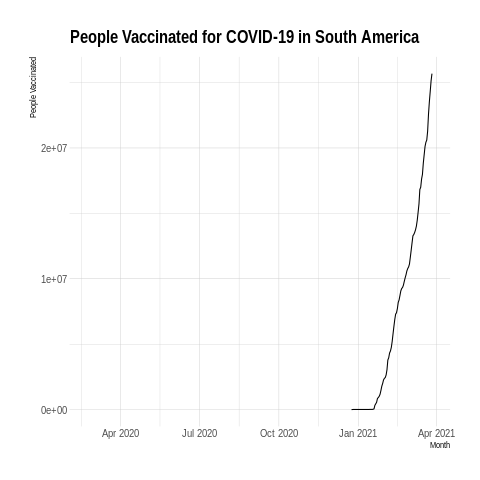 People Vaccinated for COVID-19 in South America
People Vaccinated
2e+07
1e+07
0e+00
Apr 2020 Jul 2020 Oct 2020 Jan 2021 Apr 2021
Month